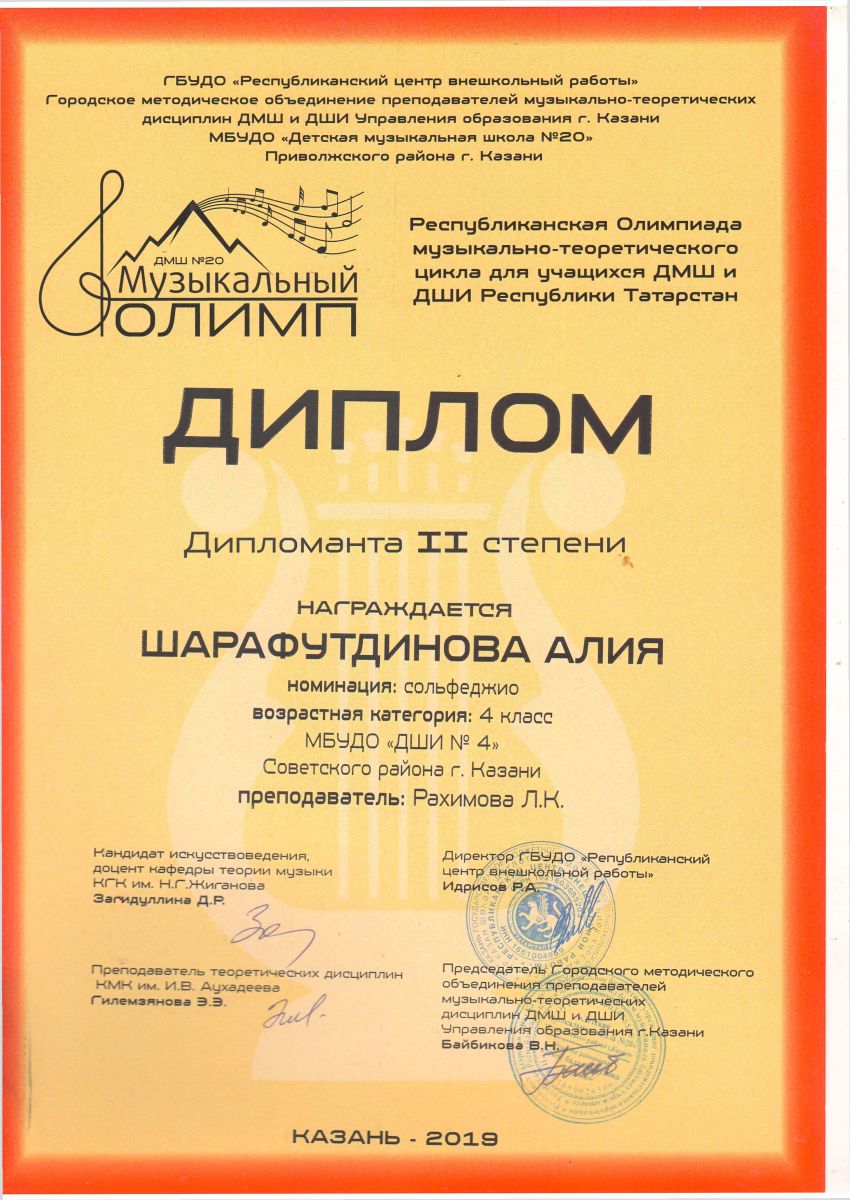 ГБУДО «Республиканский центр внешкольный работы»
Городское методическое объединение преподавателей музыкально-теоретических
дисциплин ДМШ и ДШИ Управления образования г. Казани
МБУДО «Детская музыкальная школа №20»
Приволжского района г. Казани
ДМШ №20
Музыкальный
ОЛИМП
Республиканская Олимпиада
музыкально-теоретического
цикла для учащихся ДМШ и
ДШИ Республики Татарстан
ДИПЛОМ
Дипломанта II степени
НАГРАЖДАЕТСЯ
ШАРАФУТДИНОВА АЛИЯ
номинация: сольфеджио
возрастная категория: 4 класс
МБУДО «ДШИ № 4»
Советского района г. Казани
преподаватель: Рахимова Л.К.
Кандидат искусствоведения,
доцент кафедры теории музыки
КГК им. Н.Г.Жиганова
Загидуллина Д.Р.
Директор ГБУДО «Републиканский
центр внешкольной работы»
Идрисов Р.А.
Преподаватель теоретических дисциплин
КМК им. И.В. Аухадеева
Гилемзянова Э.Э.
Председатель Городского методического
объединения преподавателей
музыкально-теоретических
дисциплин ДМШ и ДШИ
Управления образования г.Казани
Байбикова В.Н.
КАЗАНЬ - 2019